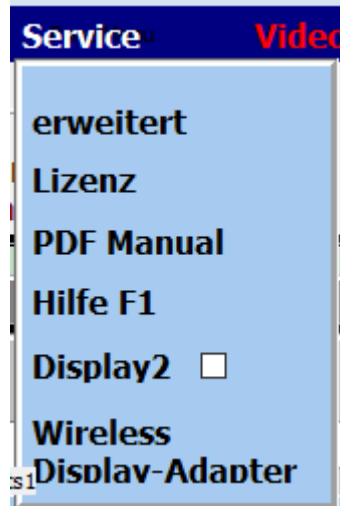 Service Video
erweitert
Lizenz
PDF Manual
Hilfe F1
Display2
Wireless
Display-Adapter